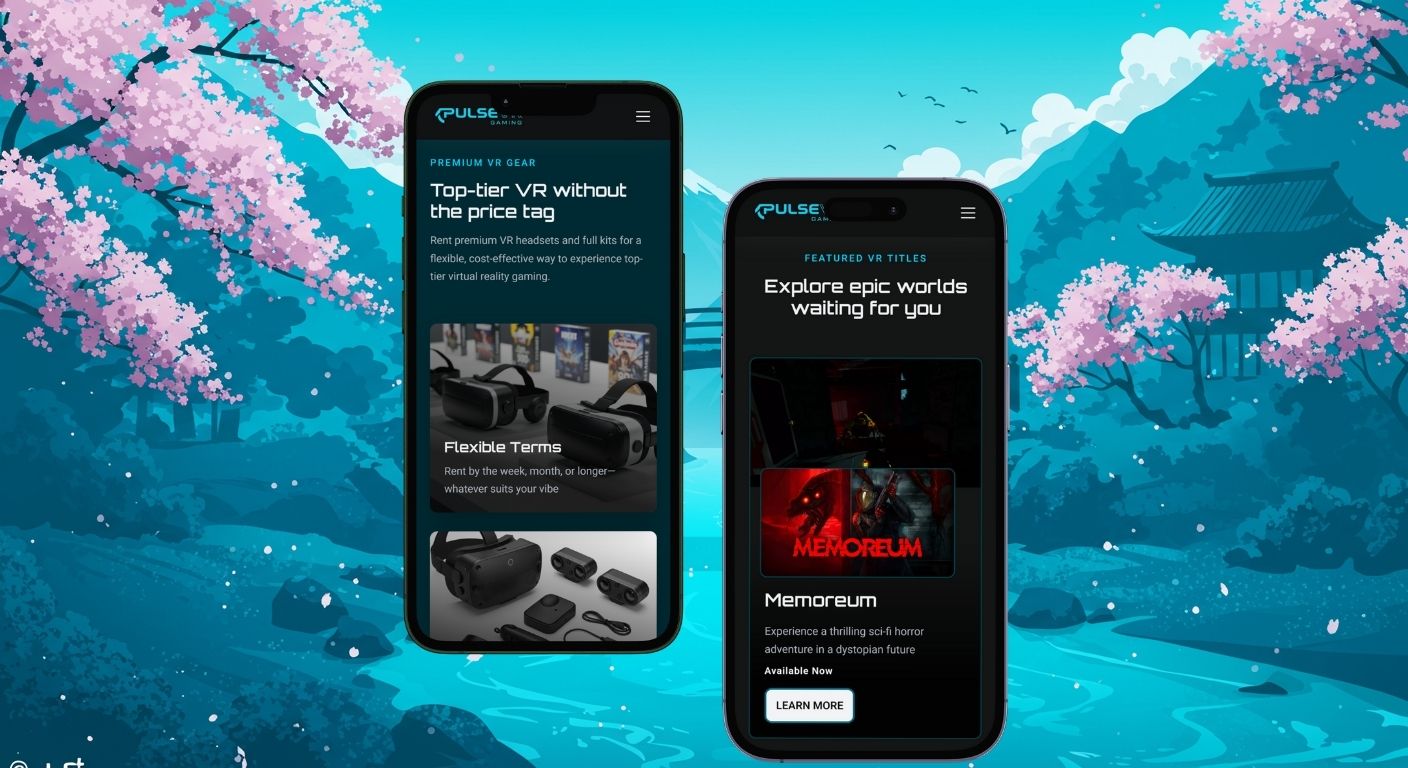 PULSE
GAMING
PREMIUM VR GEAR
Top-tier VR without
the price tag
Rent premium VR headsets and full kits for a
flexible, cost-effective way to experience top-
tier virtual reality gaming.
Flexible Terms
Rent by the week, month, or longer—
whatever suits your vibe
PULSE
FEATURED VR TITLES
Explore epic worlds
waiting for you
MEMOREUM
Memoreum
Experience a thrilling sci-fi horror
adventure in a dystopian future
Available Now
LEARN MORE